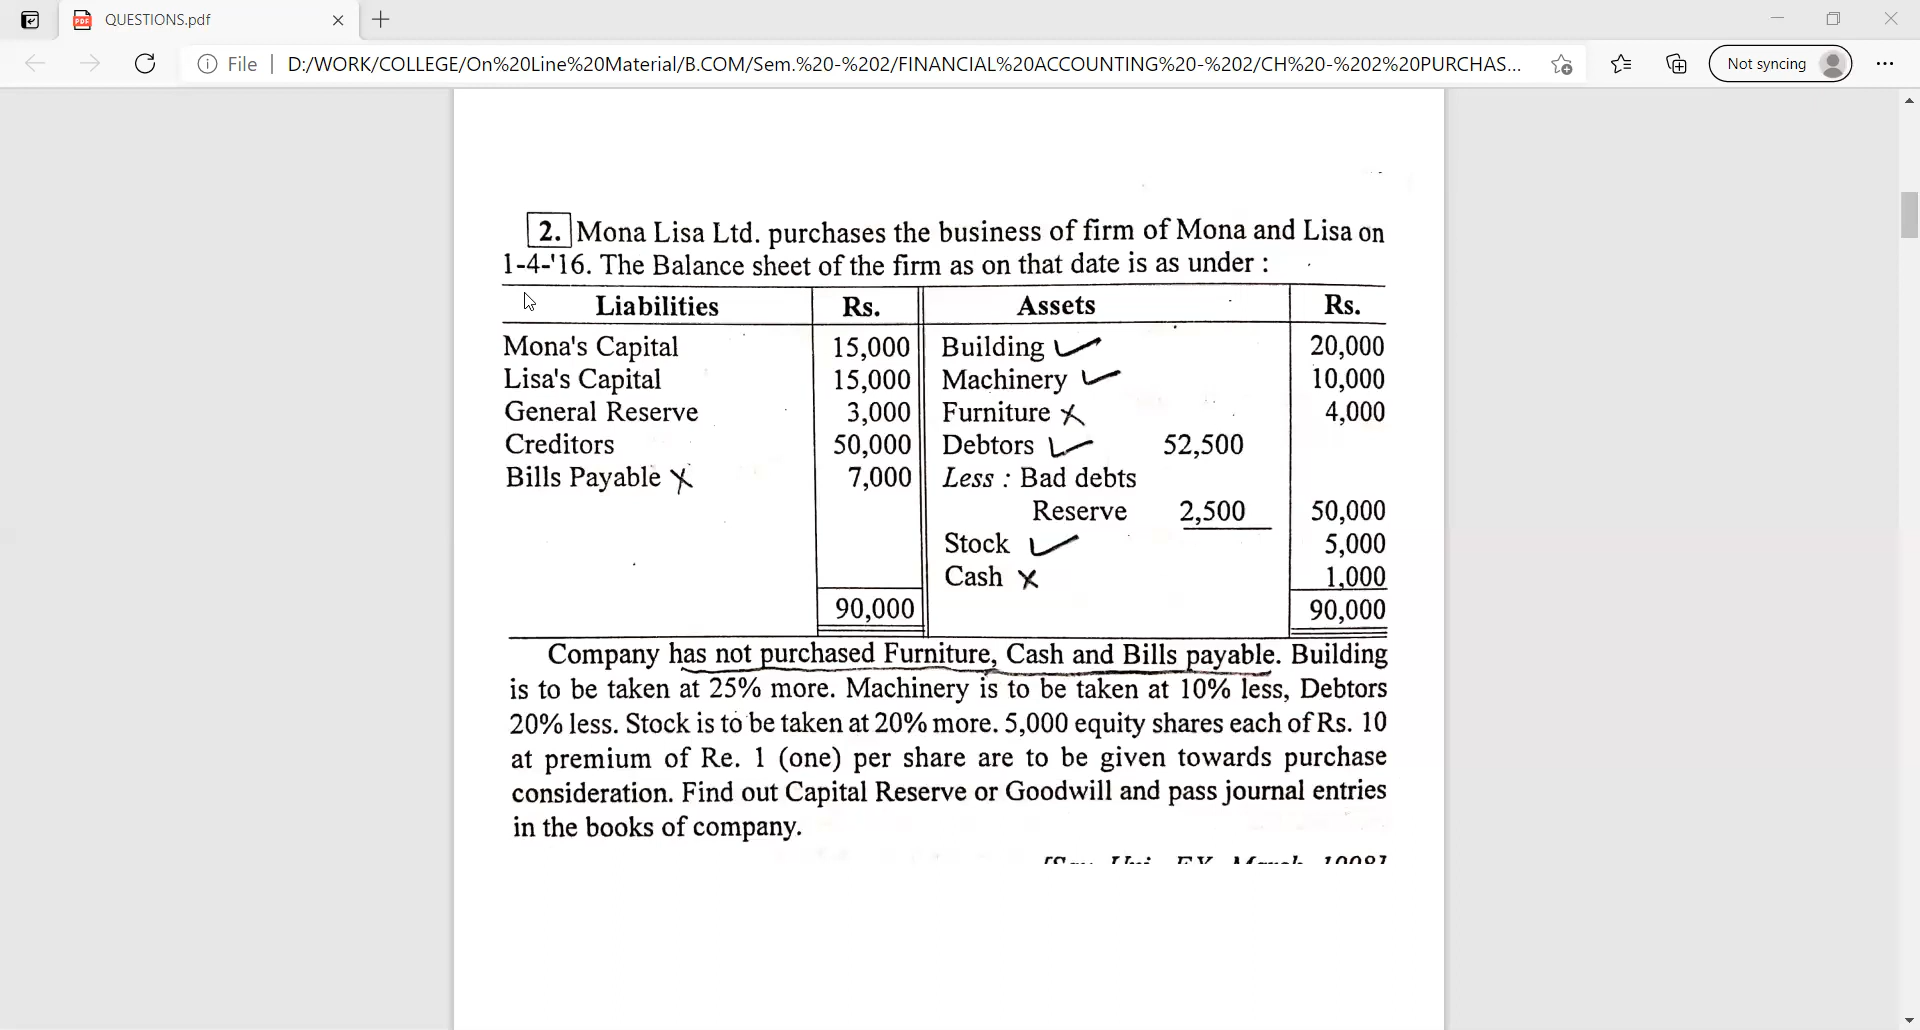 QUESTIONS.pdf
File
D:/WORK/COLLEGE/On%20Line%20Material/B.COM/Sem.%20-%202/FINANCIAL%20ACCOUNTING%20-%202/CH%20-%202%20PURCHAS...
Not syncing
2. Mona Lisa Ltd. purchases the business of firm of Mona and Lisa on
1-4-'16. The Balance sheet of the firm as on that date is as under :
Liabilities Rs. Assets Rs.
Mona's Capital 15,000 Building 20,000
Lisa's Capital 15,000 Machinery 10,000
General Reserve 3,000 Furniture 4,000
Creditors 50,000 Debtors 52,500
Bills Payable 7,000 Less : Bad debts
Reserve 2,500 50,000
Stock 5,000
Cash 1,000
90,000 90,000
Company has not purchased Furniture, Cash and Bills payable. Building
is to be taken at 25% more. Machinery is to be taken at 10% less, Debtors
20% less. Stock is to be taken at 20% more. 5,000 equity shares each of Rs. 10
at premium of Re. 1 (one) per share are to be given towards purchase
consideration. Find out Capital Reserve or Goodwill and pass journal entries
in the books of company.